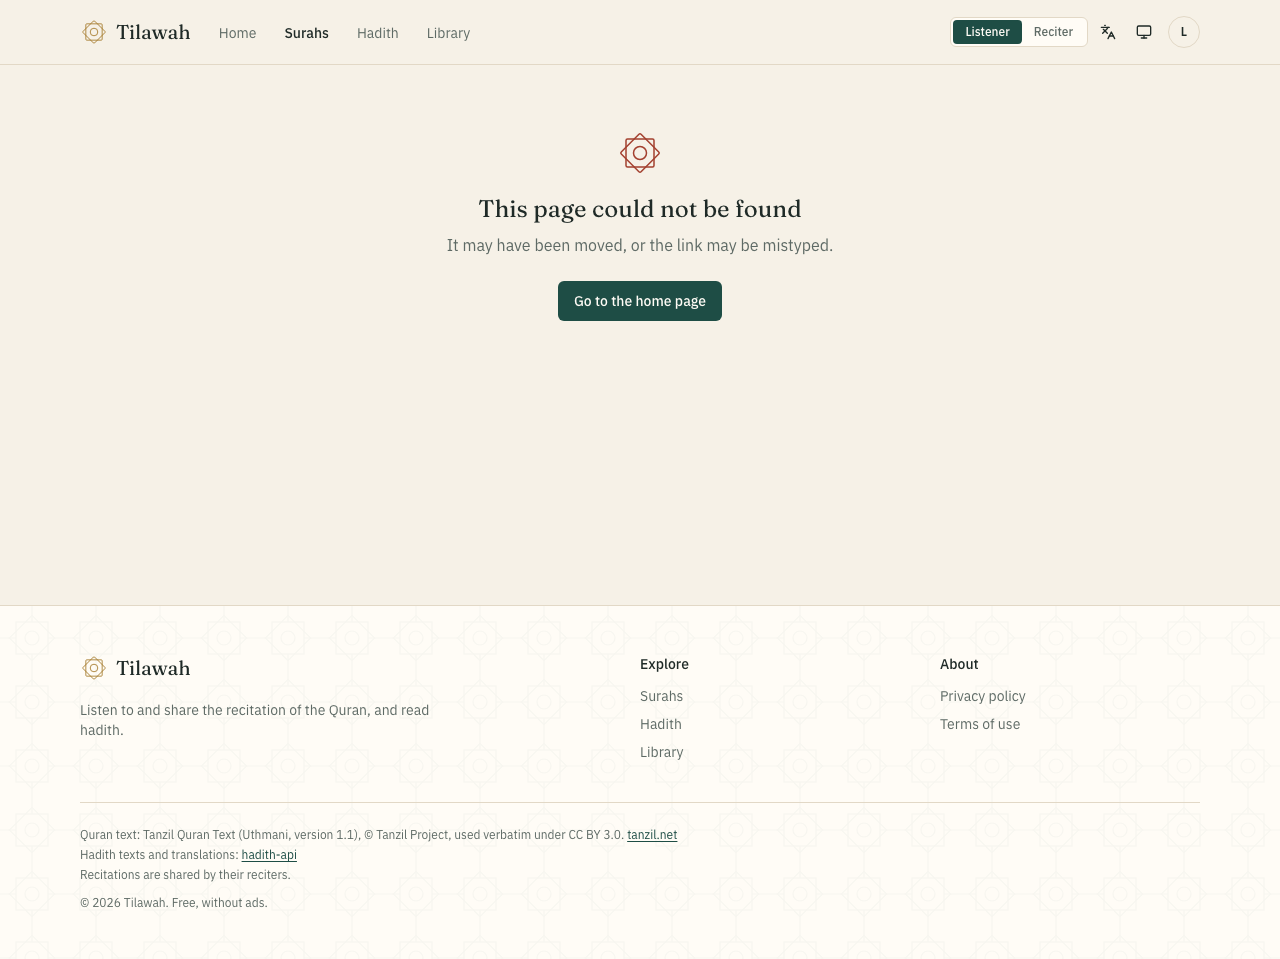 Tilawah
Home Surahs Hadith Library
Listener Reciter
L
This page could not be found
It may have been moved, or the link may be mistyped.
Go to the home page
Tilawah
Listen to and share the recitation of the Quran, and read
hadith.
Explore
Surahs
Hadith
Library
About
Privacy policy
Terms of use
Quran text: Tanzil Quran Text (Uthmani, version 1.1), © Tanzil Project, used verbatim under CC BY 3.0. tanzil.net
Hadith texts and translations: hadith-api
Recitations are shared by their reciters.
© 2026 Tilawah. Free, without ads.